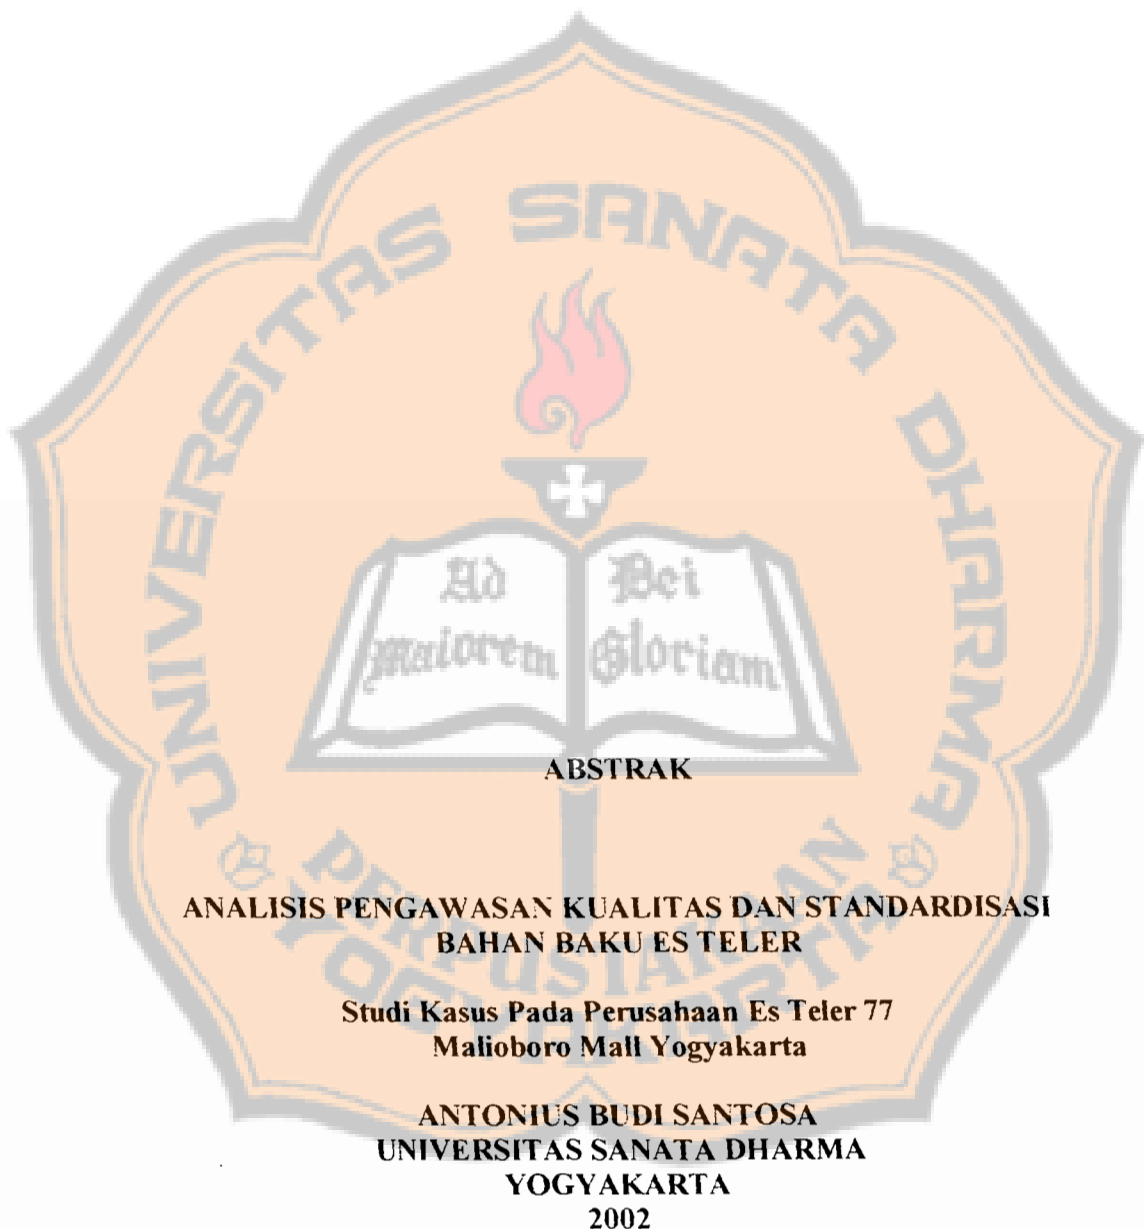 UNIVERSITAS SANATA DHARMA
Ad Dei
Maiorem Gloriam
ABSTRAK
PERPUSTAKAAN
YOGYAKARTA
ANALISIS PENGAWASAN KUALITAS DAN STANDARDISASI
BAHAN BAKU ES TELER
Studi Kasus Pada Perusahaan Es Teler 77
Malioboro Mall Yogyakarta
ANTONIUS BUDI SANTOSA
UNIVERSITAS SANATA DHARMA
YOGYAKARTA
2002